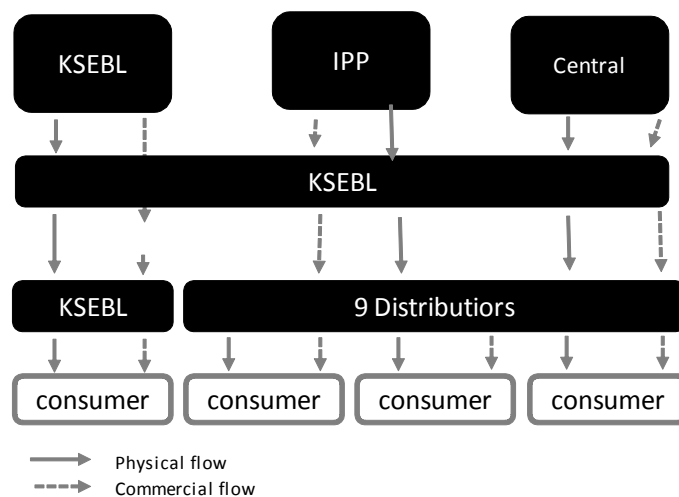 KSEBL
IPP
Central
KSEBL
KSEBL
9 Distributiors
consumer
consumer
consumer
consumer
Physical flow
Commercial flow